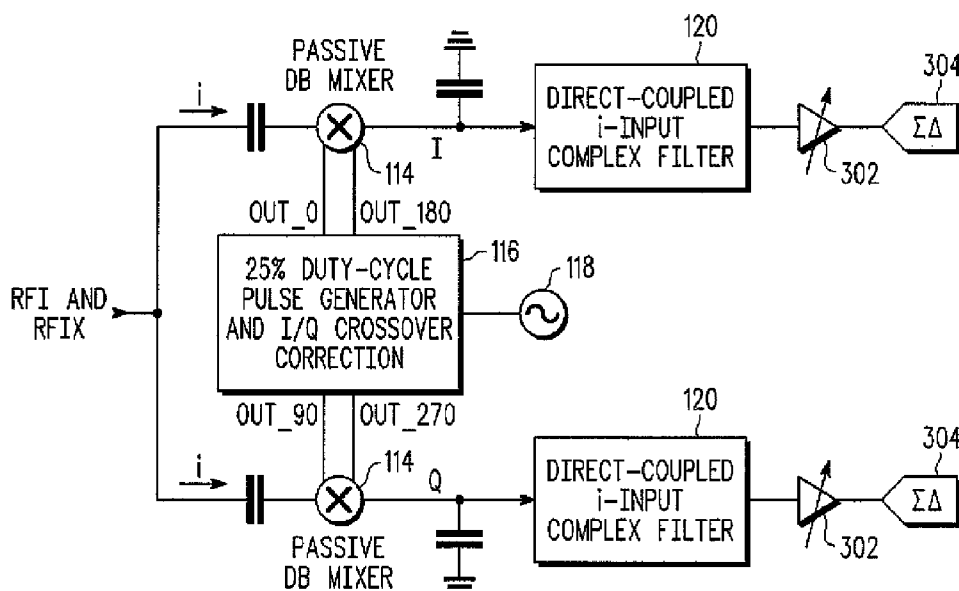 PASSIVE
DB MIXER
i
I
114
120
DIRECT-COUPLED
i-INPUT
COMPLEX FILTER
302
304
ΣΔ
OUT_0
OUT_180
116
25% DUTY-CYCLE
PULSE GENERATOR
AND I/Q CROSSOVER
CORRECTION
118
RFI AND
RFIX
OUT_90
OUT_270
i
114
Q
PASSIVE
DB MIXER
120
DIRECT-COUPLED
i-INPUT
COMPLEX FILTER
302
304
ΣΔ